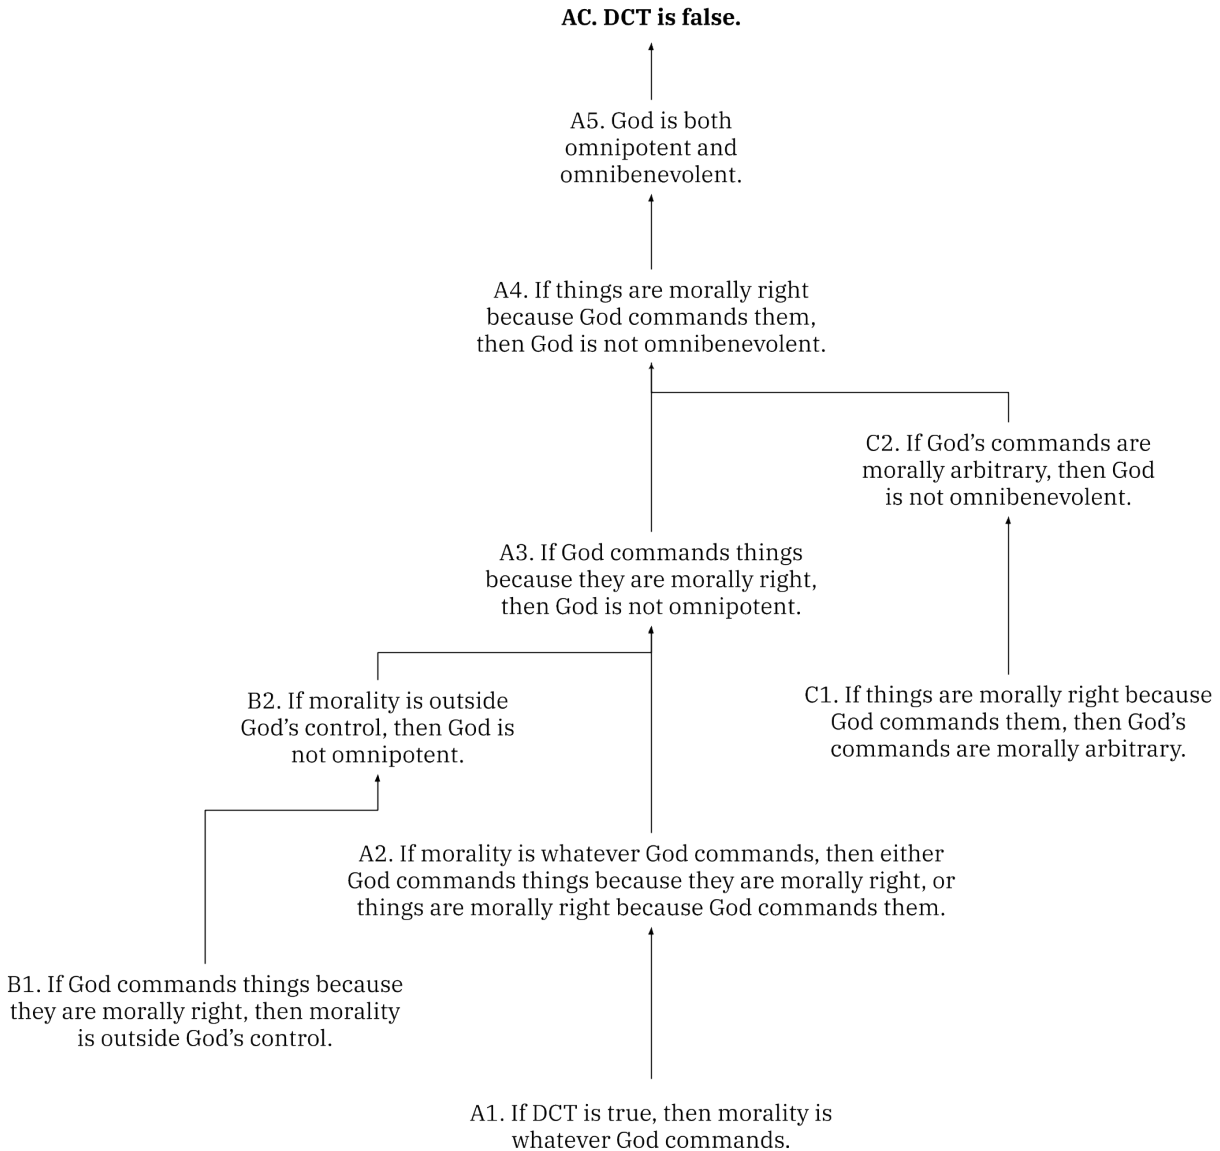 AC. DCT is false.
A5. God is both
omnipotent and
omnibenevolent.
A4. If things are morally right
because God commands them,
then God is not omnibenevolent.
C2. If God’s commands are
morally arbitrary, then God
is not omnibenevolent.
A3. If God commands things
because they are morally right,
then God is not omnipotent.
B2. If morality is outside
God’s control, then God is
not omnipotent.
C1. If things are morally right because
God commands them, then God’s
commands are morally arbitrary.
A2. If morality is whatever God commands, then either
God commands things because they are morally right, or
things are morally right because God commands them.
B1. If God commands things because
they are morally right, then morality
is outside God’s control.
A1. If DCT is true, then morality is
whatever God commands.